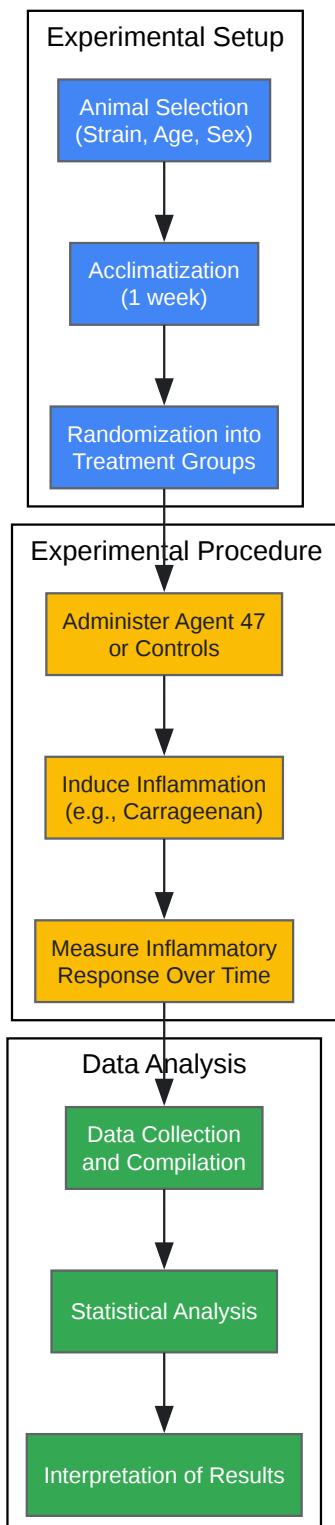 Experimental Setup
Animal Selection
(Strain, Age, Sex)
Acclimatization
(1 week)
Randomization into
Treatment Groups
Experimental Procedure
Administer Agent 47
or Controls
Induce Inflammation
(e.g., Carrageenan)
Measure Inflammatory
Response Over Time
Data Analysis
Data Collection
and Compilation
Statistical Analysis
Interpretation of Results